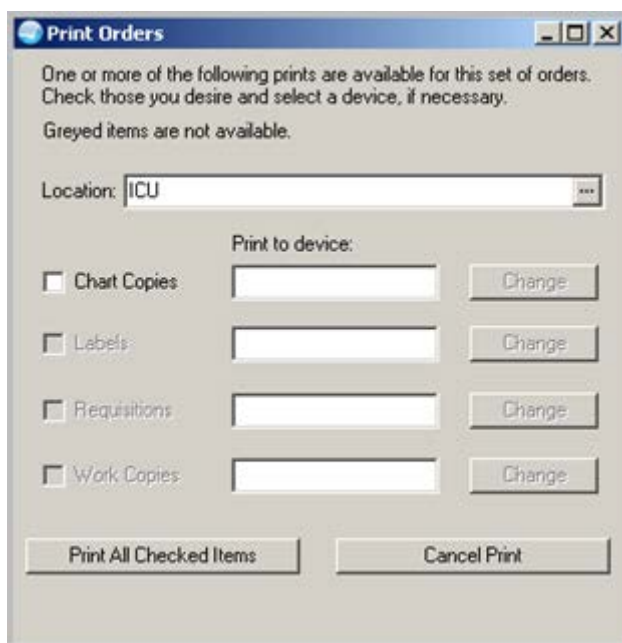 Print Orders
One or more of the following prints are available for this set of orders.
Check those you desire and select a device, if necessary.
Greyed items are not available.
Location: ICU ...
Print to device:
Chart Copies Change
Labels Change
Requisitions Change
Work Copies Change
Print All Checked Items Cancel Print